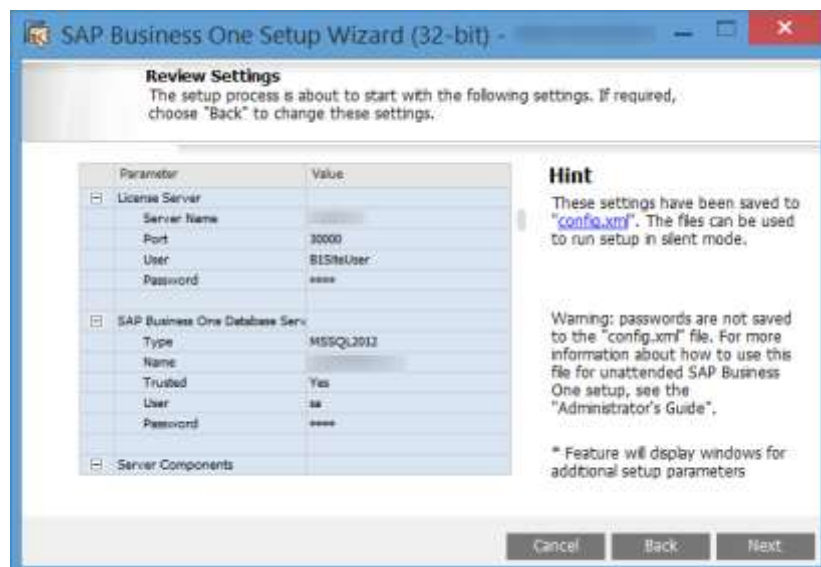 SAP Business One Setup Wizard (32-bit) -
Review Settings
The setup process is about to start with the following settings. If required,
choose "Back" to change these settings.
Parameter Value
License Server
Server Name
Port 30000
User B1SiteUser
Password ****
SAP Business One Database Serv
Type MSSQL2012
Name
Trusted Yes
User sa
Password ****
Server Components
Hint
These settings have been saved to
"config.xml". The files can be used
to run setup in silent mode.
Warning: passwords are not saved
to the "config.xml" file. For more
information about how to use this
file for unattended SAP Business
One setup, see the
"Administrator's Guide".
* Feature will display windows for
additional setup parameters
Cancel Back Next